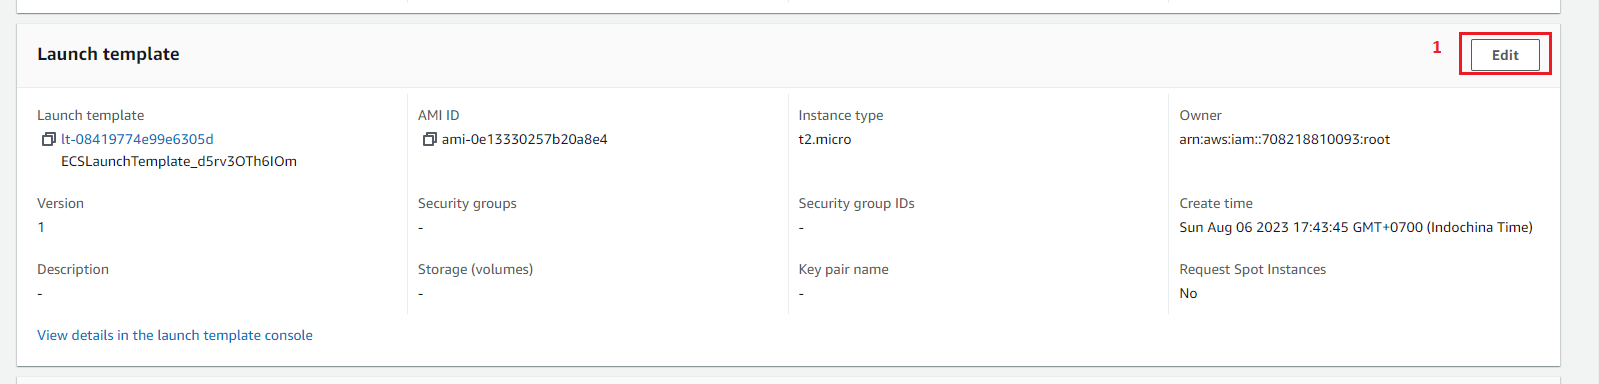 Launch template
1
Edit
Launch template
lt-08419774e99e6305d
ECSLaunchTemplate_d5rv3OTh6IOm
AMI ID
ami-0e13330257b20a8e4
Instance type
t2.micro
Owner
arn:aws:iam::708218810093:root
Version
1
Security groups
-
Security group IDs
-
Create time
Sun Aug 06 2023 17:43:45 GMT+0700 (Indochina Time)
Description
-
Storage (volumes)
-
Key pair name
-
Request Spot Instances
No
View details in the launch template console